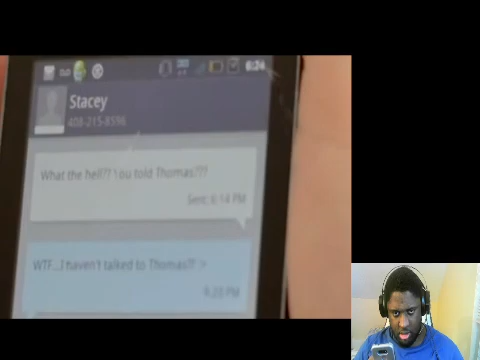 6:24
Stacey
408-215-8596
What the hell?? You told Thomas???
Sent: 6:14 PM
WTF...I haven't talked to Thomas?! >
6:23 PM